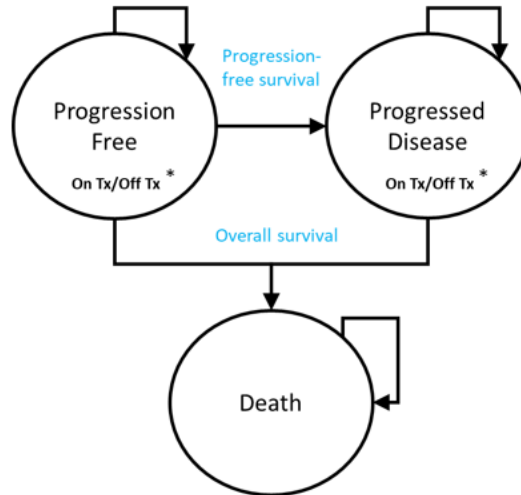 Progression-
free survival
Progression
Free
On Tx/Off Tx *
Progressed
Disease
On Tx/Off Tx *
Overall survival
Death